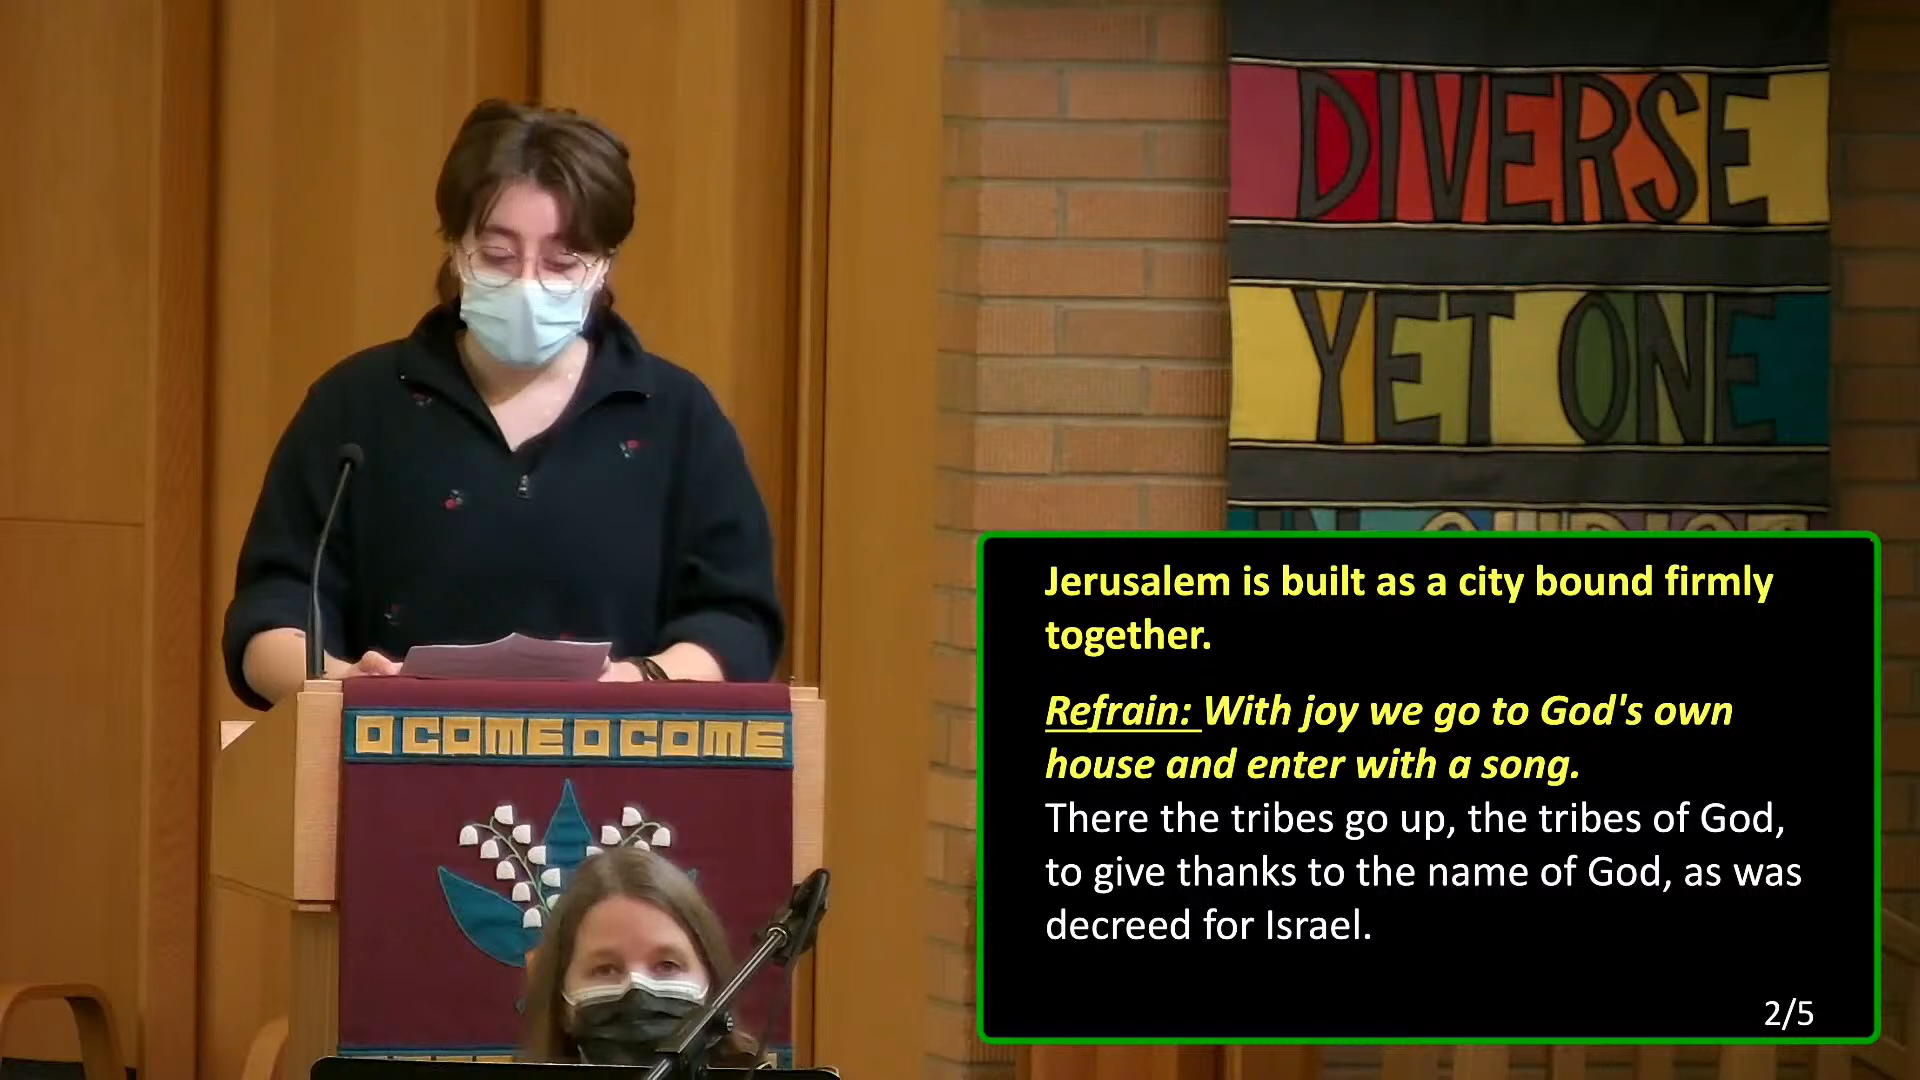 DIVERSE
YET ONE
O COME O COME
Jerusalem is built as a city bound firmly
together.
Refrain: With joy we go to God's own
house and enter with a song.
There the tribes go up, the tribes of God,
to give thanks to the name of God, as was
decreed for Israel.
2/5